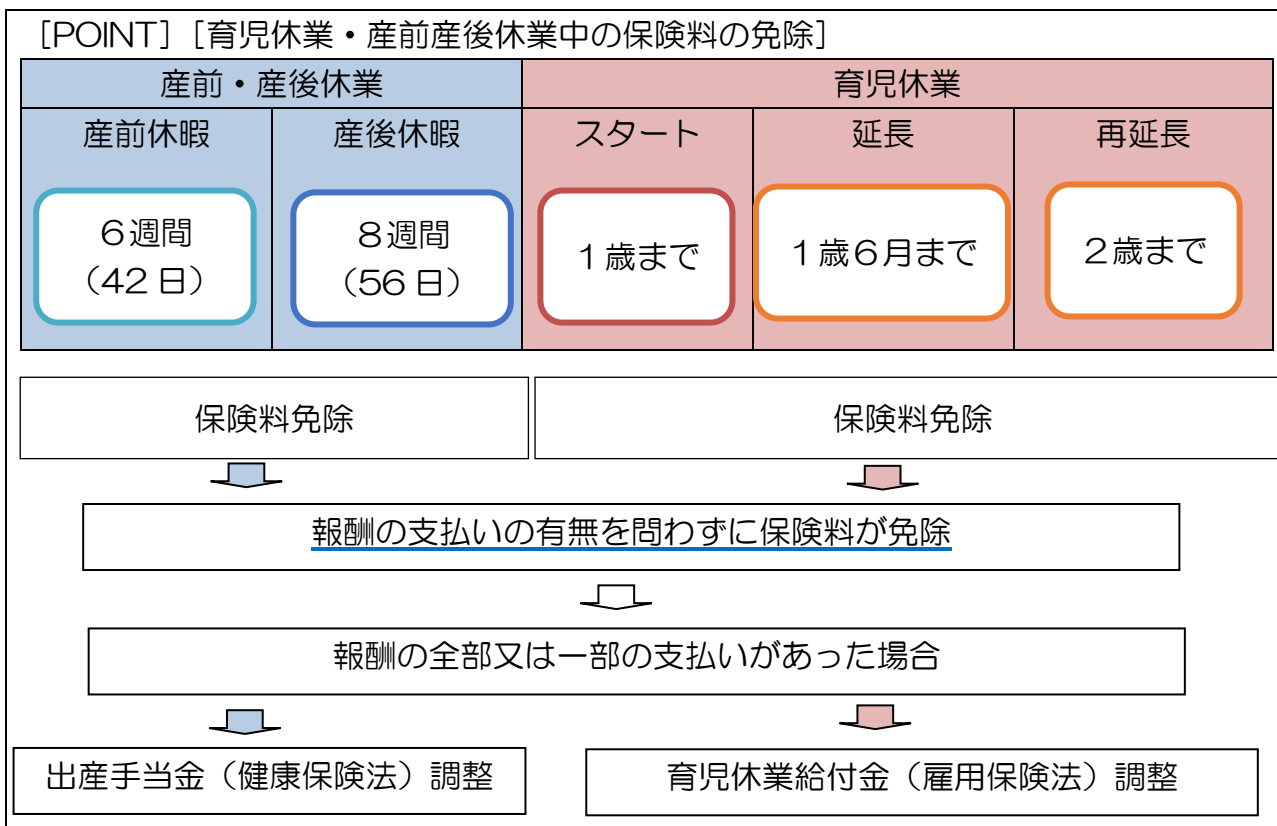 ［POINT］［育児休業・産前産後休業中の保険料の免除］
産前・産後休業
育児休業
産前休暇
産後休暇
スタート
延長
再延長
６週間
（42 日）
８週間
（56 日）
１歳まで
１歳６月まで
２歳まで
保険料免除
保険料免除
報酬の支払いの有無を問わずに保険料が免除
報酬の全部又は一部の支払いがあった場合
出産手当金（健康保険法）調整
育児休業給付金（雇用保険法）調整